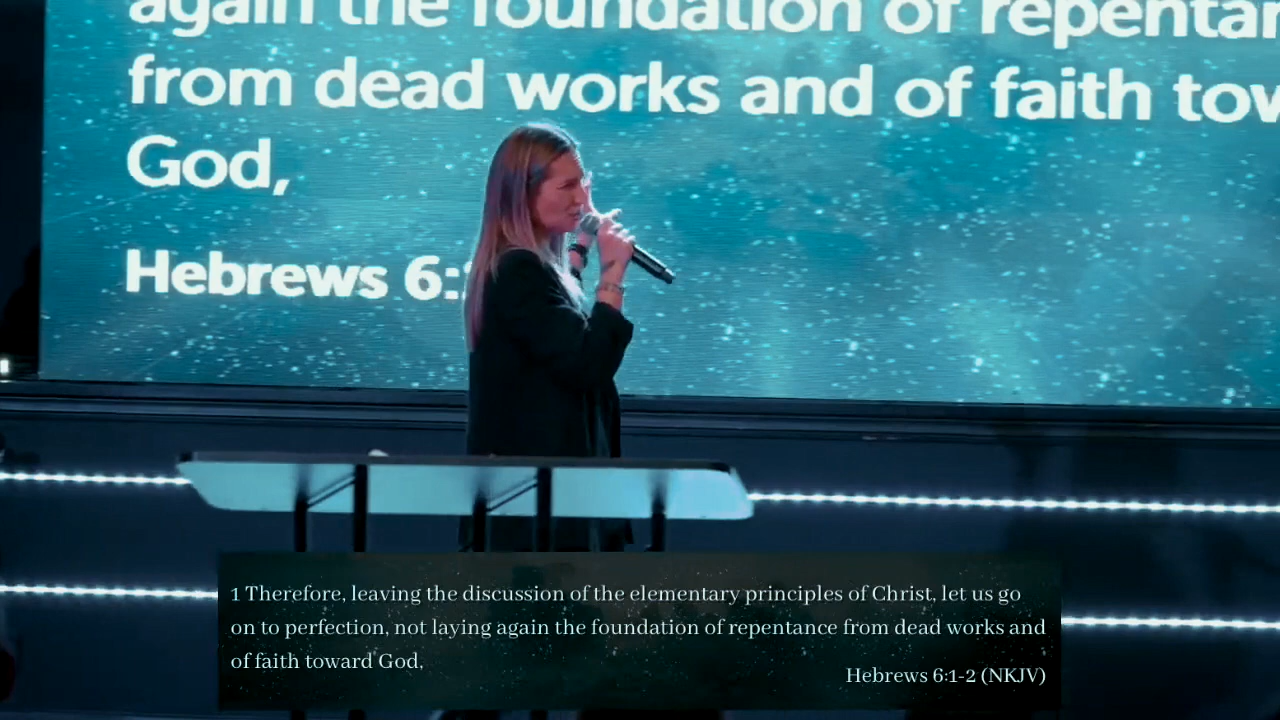 again the foundation of
from dead works and of faith
God,
Hebrews 6:
1 Therefore, leaving the discussion of the elementary principles of Christ, let us go
on to perfection, not laying again the foundation of repentance from dead works and
of faith toward God,
Hebrews 6:1-2 (NKJV)